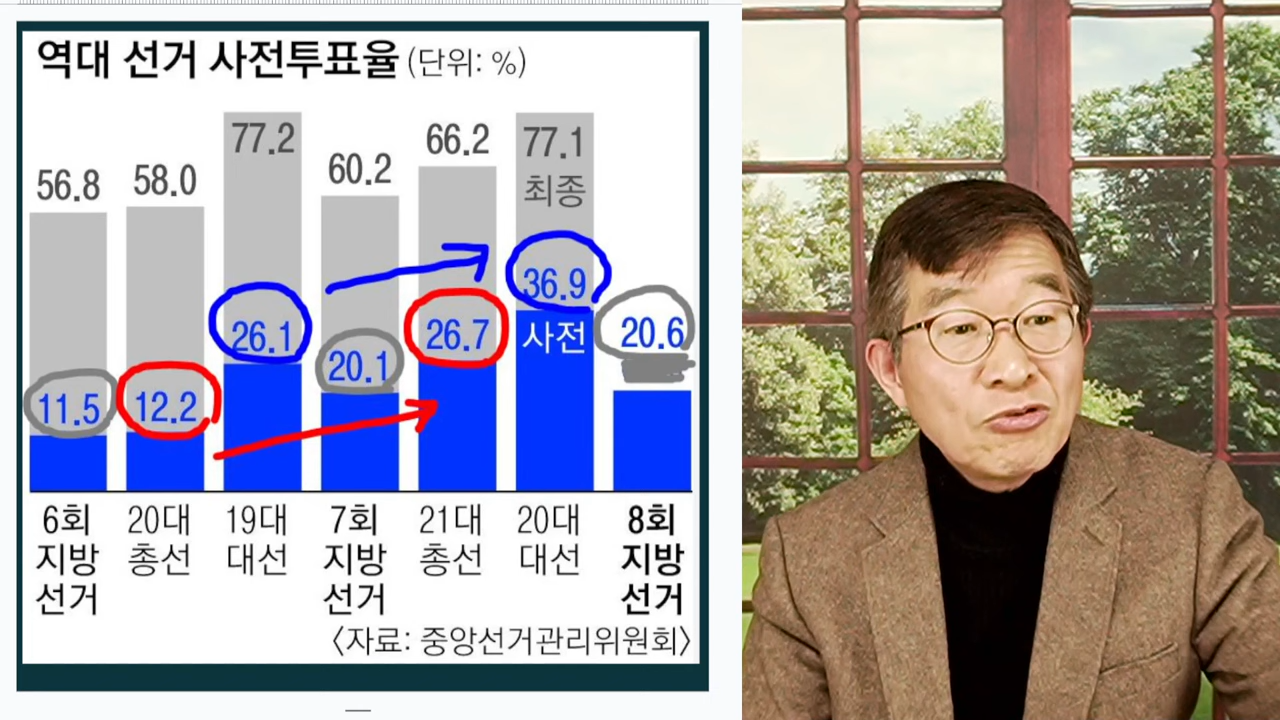 역대 선거 사전투표율 (단위: %)
56.8
58.0
77.2
60.2
66.2
77.1
최종
11.5
12.2
26.1
20.1
26.7
36.9
사전
20.6
6회 지방 선거
20대 총선
19대 대선
7회 지방 선거
21대 총선
20대 대선
8회 지방 선거
〈자료: 중앙선거관리위원회〉